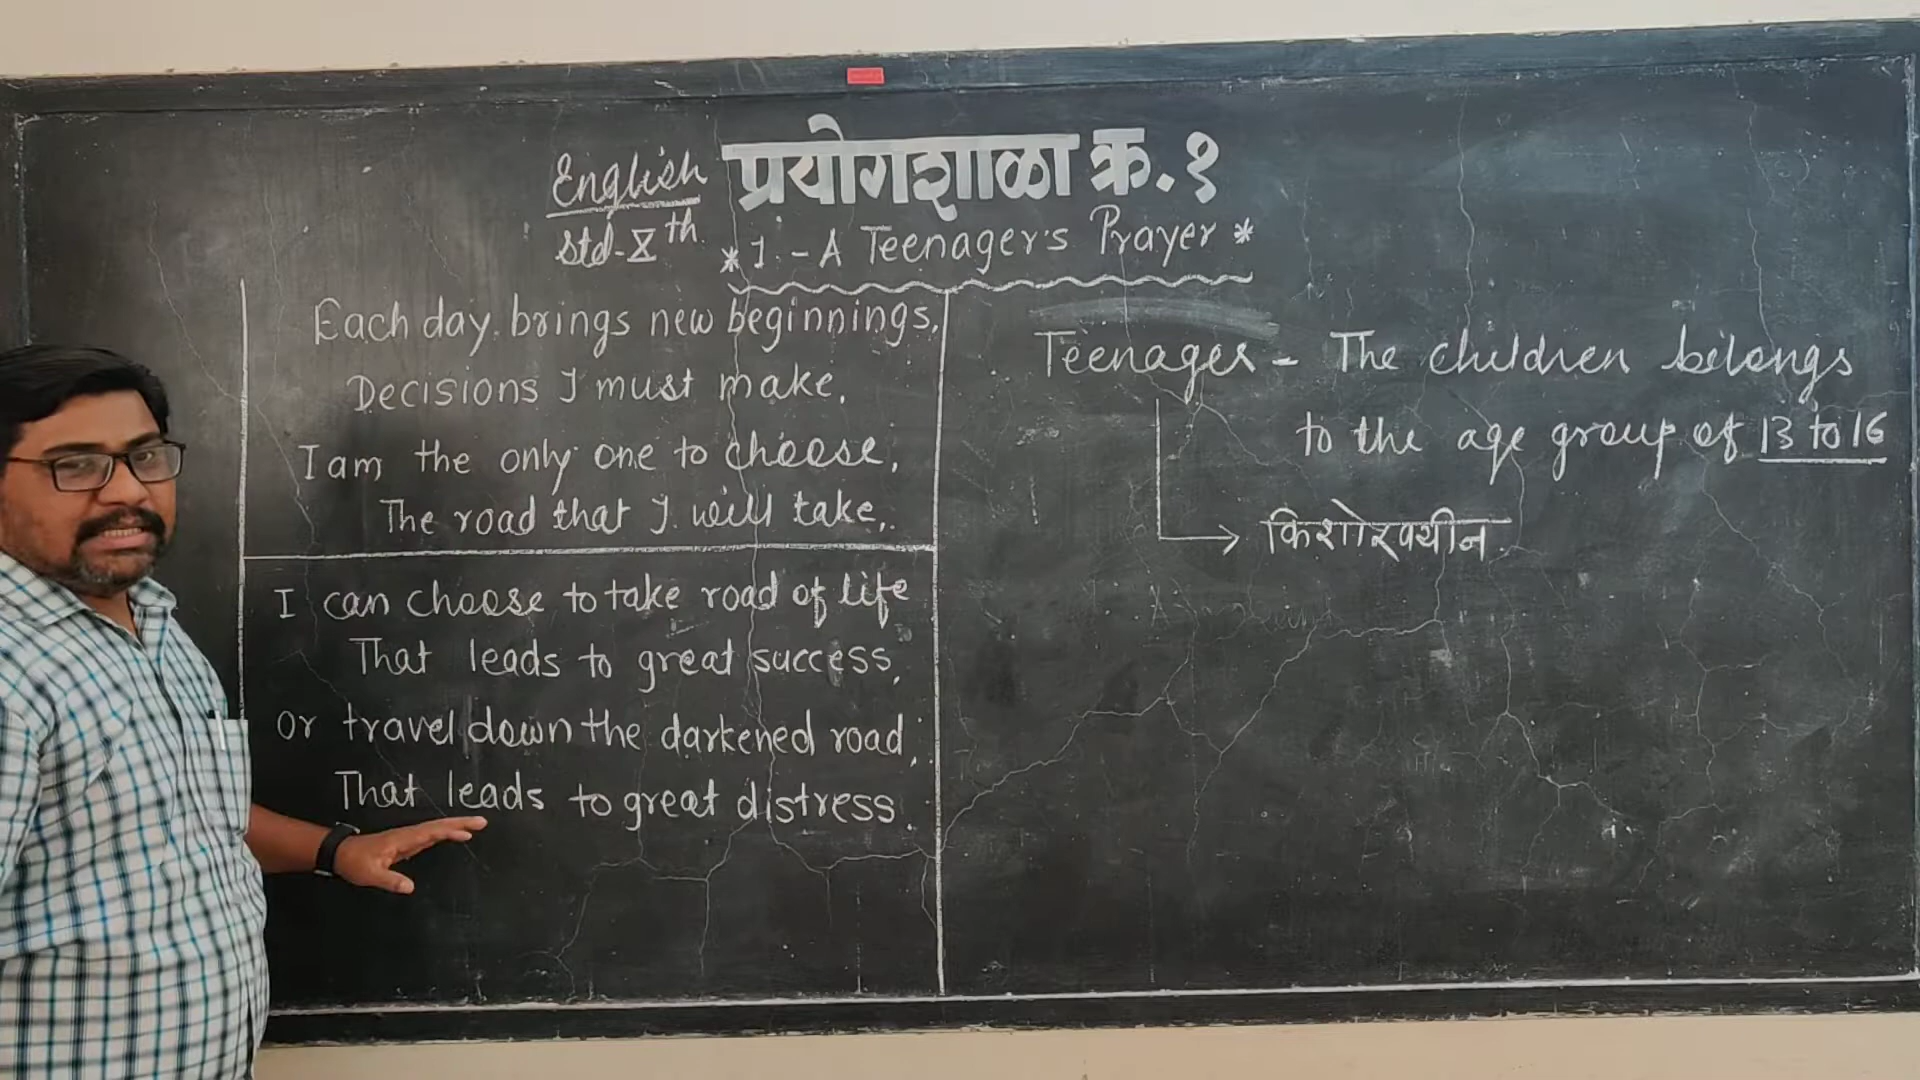 English
प्रयोगशाळा क्र. १
Std-Xth
* 1. - A Teenager's Prayer *
Each day brings new beginnings,
Decisions I must make.
I am the only one to choose,
The road that I will take.
I can choose to take road of life
That leads to great success,
or travel down the darkened road,
That leads to great distress.
Teenager - The children belongs
to the age group of 13 to 16
→ किशोरवयीन